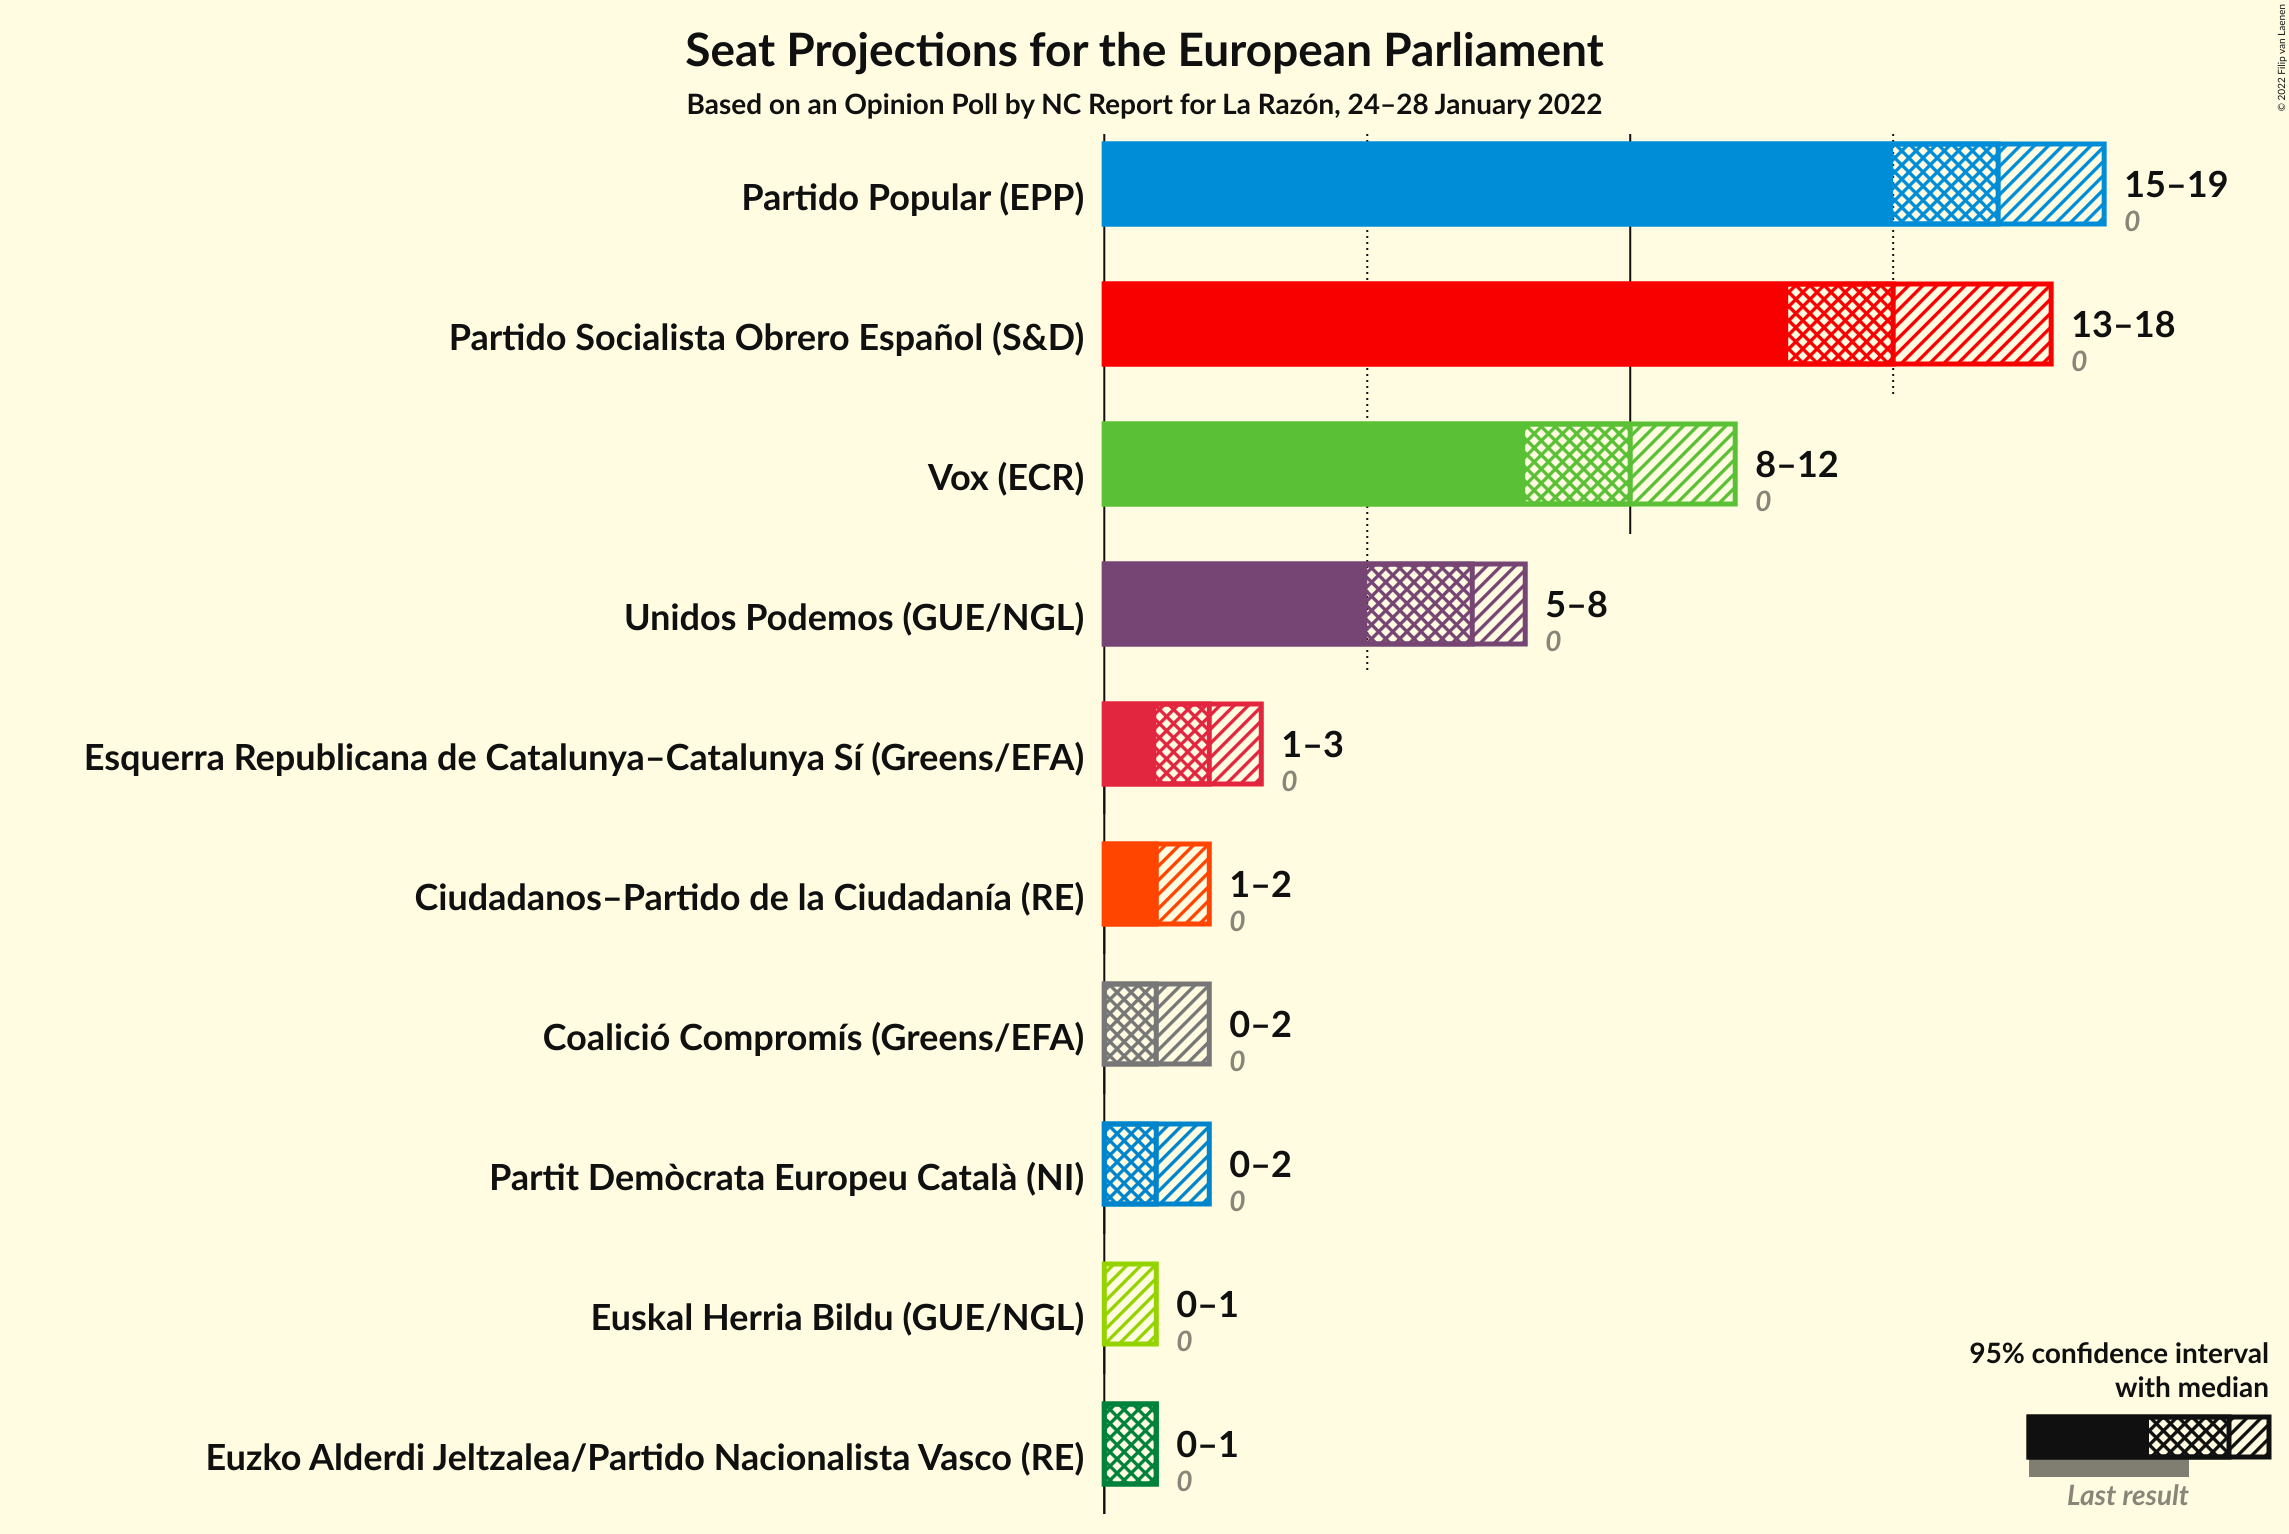 Seat Projections for the European Parliament
Based on an Opinion Poll by NC Report for La Razón, 24–28 January 2022
© 2022 Filip van Laenen
Partido Popular (EPP)
15–19
0
Partido Socialista Obrero Español (S&D)
13–18
0
Vox (ECR)
8–12
0
Unidos Podemos (GUE/NGL)
5–8
0
Esquerra Republicana de Catalunya–Catalunya Sí (Greens/EFA)
1–3
0
Ciudadanos–Partido de la Ciudadanía (RE)
1–2
0
Coalició Compromís (Greens/EFA)
0–2
0
Partit Demòcrata Europeu Català (NI)
0–2
0
Euskal Herria Bildu (GUE/NGL)
0–1
0
Euzko Alderdi Jeltzalea/Partido Nacionalista Vasco (RE)
0–1
0
95% confidence interval
with median
Last result